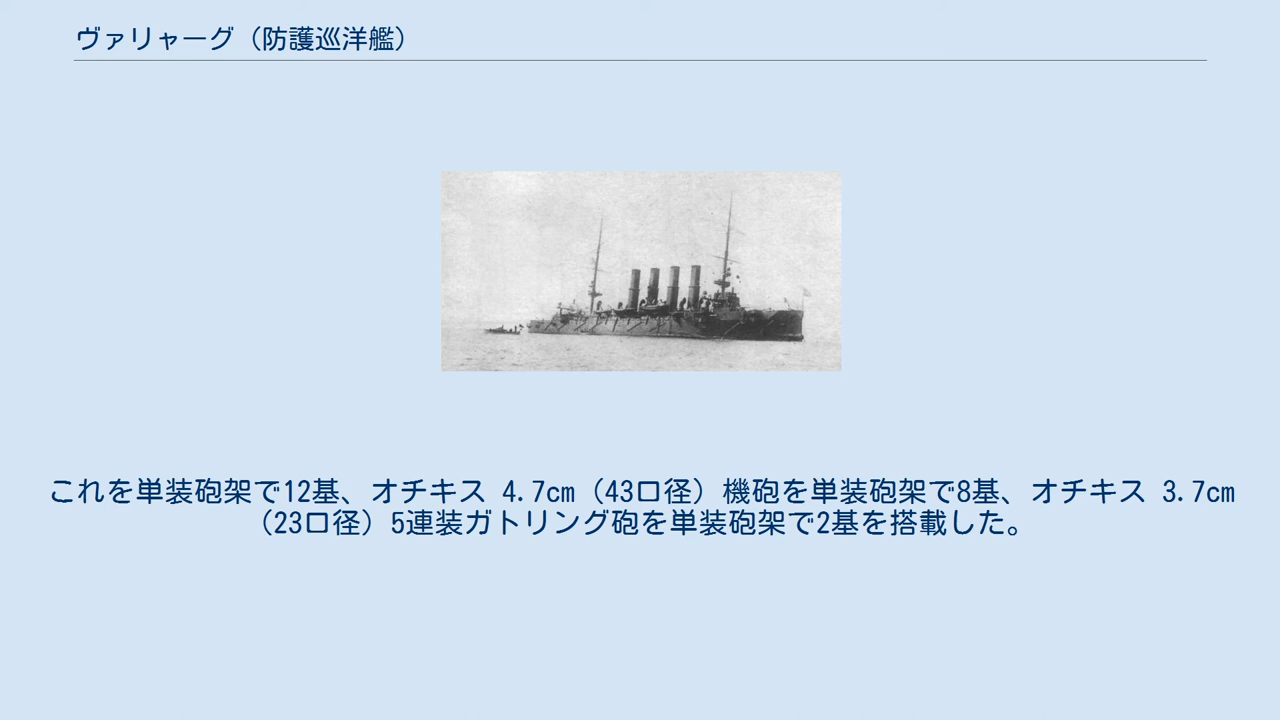 ヴァリャーグ（防護巡洋艦）
これを単装砲架で12基、オチキス 4.7cm（43口径）機砲を単装砲架で8基、オチキス 3.7cm
（23口径）5連装ガトリング砲を単装砲架で2基を搭載した。